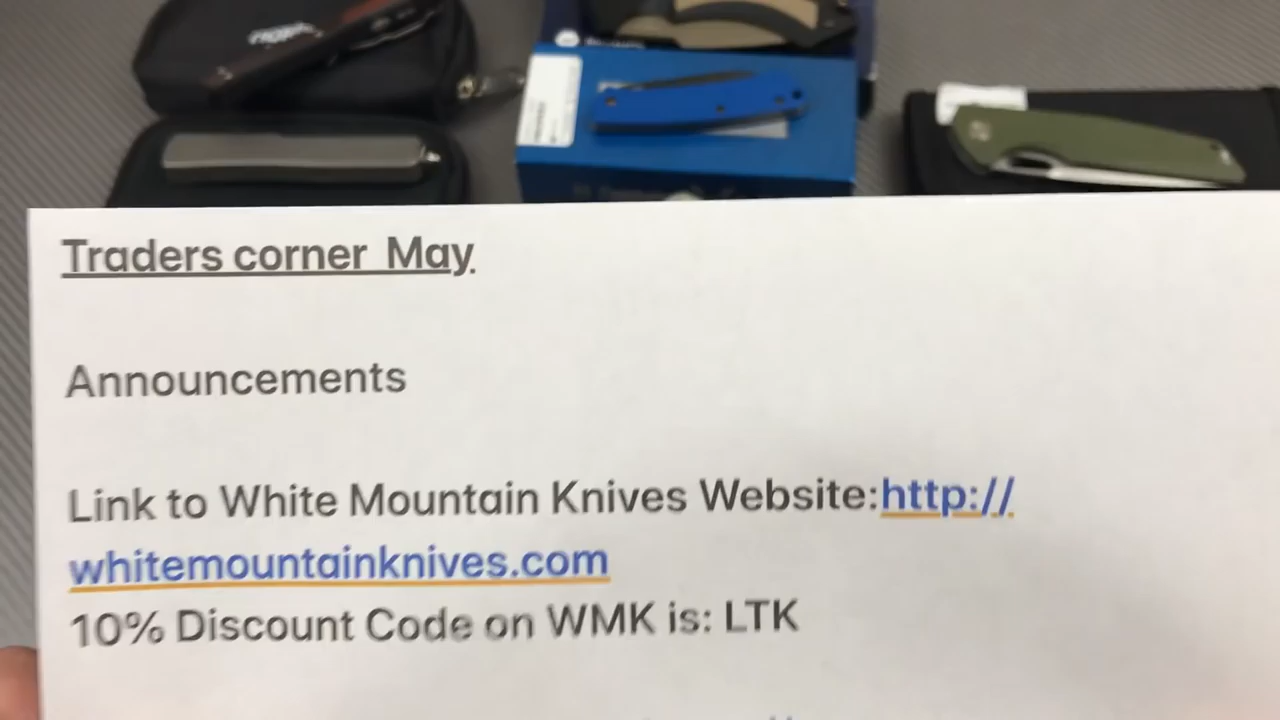 Traders corner May
Announcements
Link to White Mountain Knives Website:http://
whitemountainknives.com
10% Discount Code on WMK is: LTK